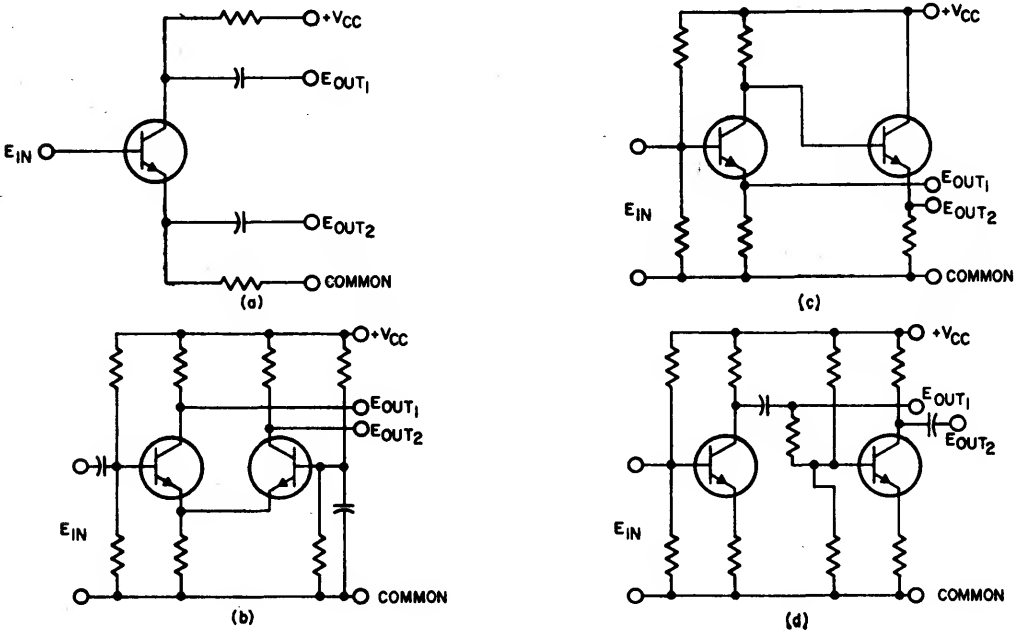 +VCC
EOUT1
EIN
EOUT2
COMMON
(a)
+VCC
EOUT1
EIN
EOUT2
COMMON
(c)
+VCC
EOUT1
EOUT2
EIN
COMMON
(b)
+VCC
EOUT1
EOUT2
EIN
COMMON
(d)